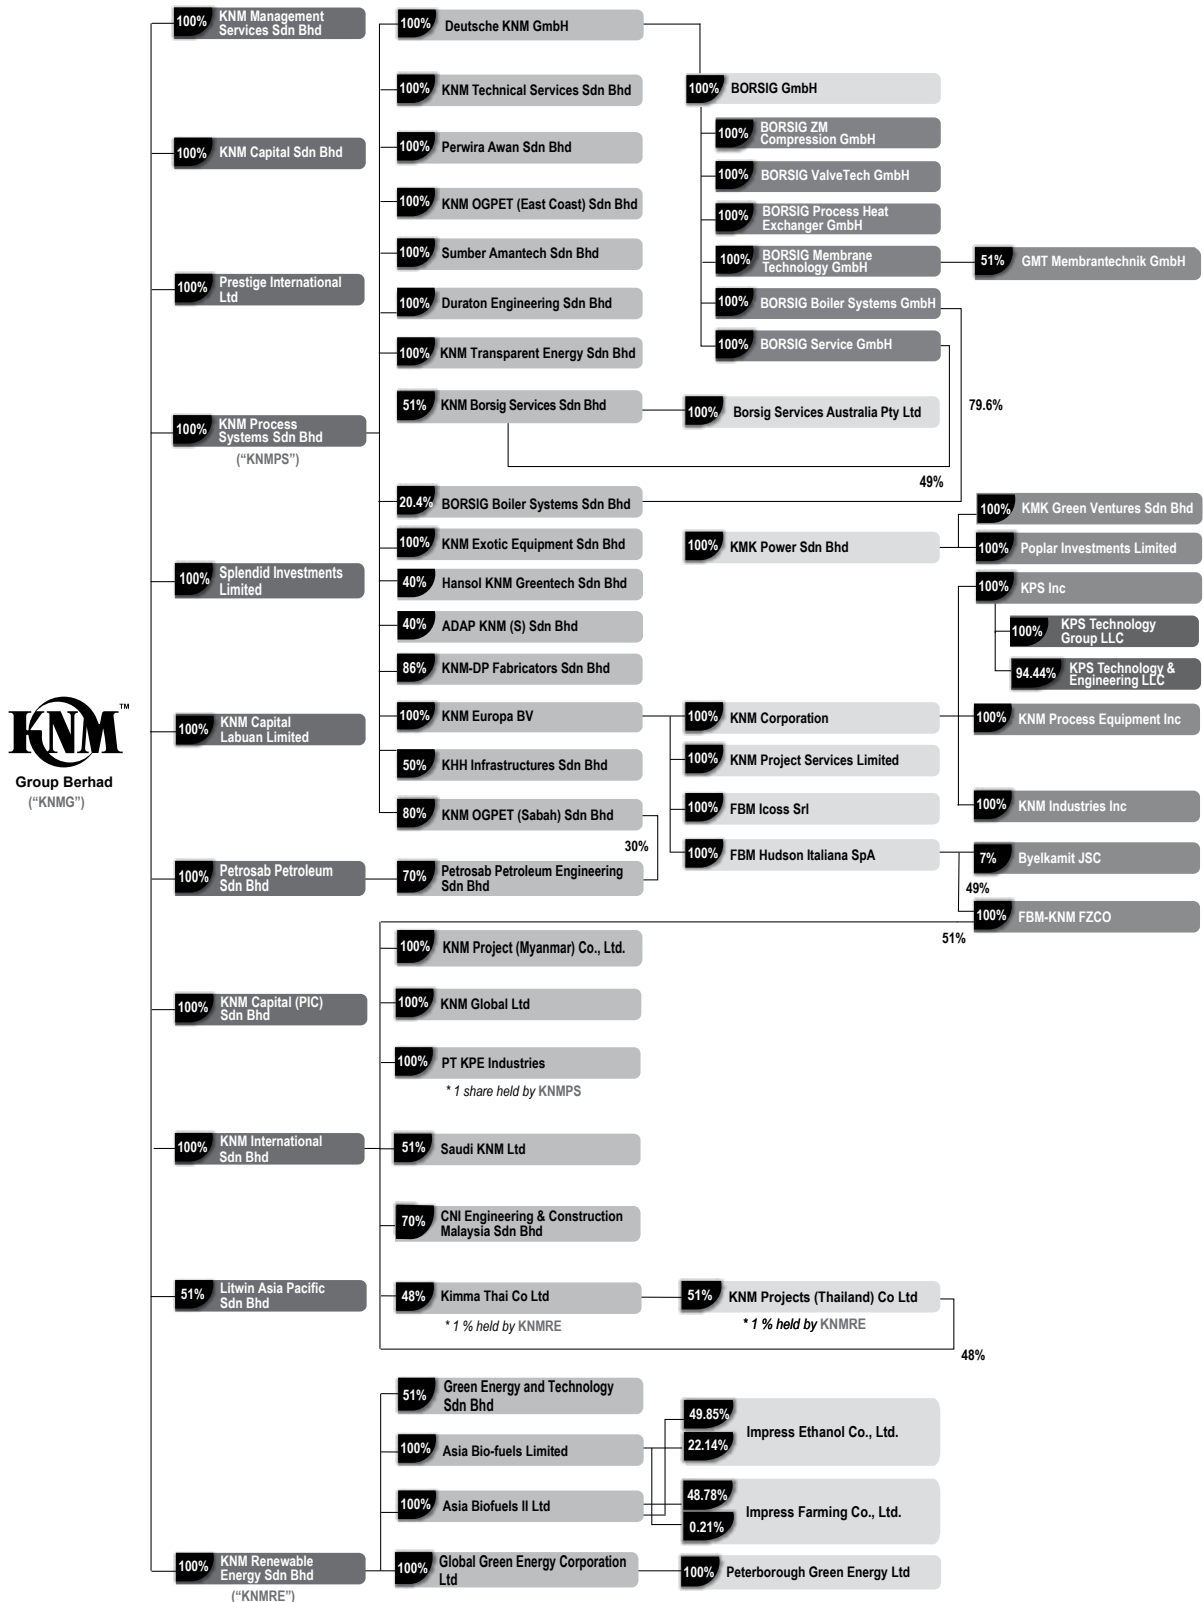 KNM™
Group Berhad
("KNMG")
100% KNM Management
Services Sdn Bhd
100% KNM Capital Sdn Bhd
100% Prestige International
Ltd
100% KNM Process
Systems Sdn Bhd
("KNMPS")
100% Splendid Investments
Limited
100% KNM Capital
Labuan Limited
100% Petrosab Petroleum
Sdn Bhd
100% KNM Capital (PIC)
Sdn Bhd
100% KNM International
Sdn Bhd
51% Litwin Asia Pacific
Sdn Bhd
100% KNM Renewable
Energy Sdn Bhd
("KNMRE")
100% Deutsche KNM GmbH
100% KNM Technical Services Sdn Bhd
100% Perwira Awan Sdn Bhd
100% KNM OGPET (East Coast) Sdn Bhd
100% Sumber Amantech Sdn Bhd
100% Duraton Engineering Sdn Bhd
100% KNM Transparent Energy Sdn Bhd
51% KNM Borsig Services Sdn Bhd
20.4% BORSIG Boiler Systems Sdn Bhd
100% KNM Exotic Equipment Sdn Bhd
40% Hansol KNM Greentech Sdn Bhd
40% ADAP KNM (S) Sdn Bhd
86% KNM-DP Fabricators Sdn Bhd
100% KNM Europa BV
50% KHH Infrastructures Sdn Bhd
80% KNM OGPET (Sabah) Sdn Bhd
30%
70% Petrosab Petroleum Engineering
Sdn Bhd
100% KNM Project (Myanmar) Co., Ltd.
100% KNM Global Ltd
100% PT KPE Industries
* 1 share held by KNMPS
51% Saudi KNM Ltd
70% CNI Engineering & Construction
Malaysia Sdn Bhd
48% Kimma Thai Co Ltd
* 1 % held by KNMRE
51% Green Energy and Technology
Sdn Bhd
100% Asia Bio-fuels Limited
100% Asia Biofuels II Ltd
100% Global Green Energy Corporation
Ltd
100% BORSIG GmbH
100% BORSIG ZM
Compression GmbH
100% BORSIG ValveTech GmbH
100% BORSIG Process Heat
Exchanger GmbH
100% BORSIG Membrane
Technology GmbH
100% BORSIG Boiler Systems GmbH
100% BORSIG Service GmbH
100% Borsig Services Australia Pty Ltd
79.6%
49%
100% KMK Power Sdn Bhd
100% KNM Corporation
100% KNM Project Services Limited
100% FBM Icoss Srl
100% FBM Hudson Italiana SpA
51% KNM Projects (Thailand) Co Ltd
* 1 % held by KNMRE
48%
49.85%
Impress Ethanol Co., Ltd.
22.14%
48.78%
Impress Farming Co., Ltd.
0.21%
100% Peterborough Green Energy Ltd
51% GMT Membrantechnik GmbH
100% KMK Green Ventures Sdn Bhd
100% Poplar Investments Limited
100% KPS Inc
100% KPS Technology
Group LLC
94.44% KPS Technology &
Engineering LLC
100% KNM Process Equipment Inc
100% KNM Industries Inc
7% Byelkamit JSC
49%
100% FBM-KNM FZCO
51%